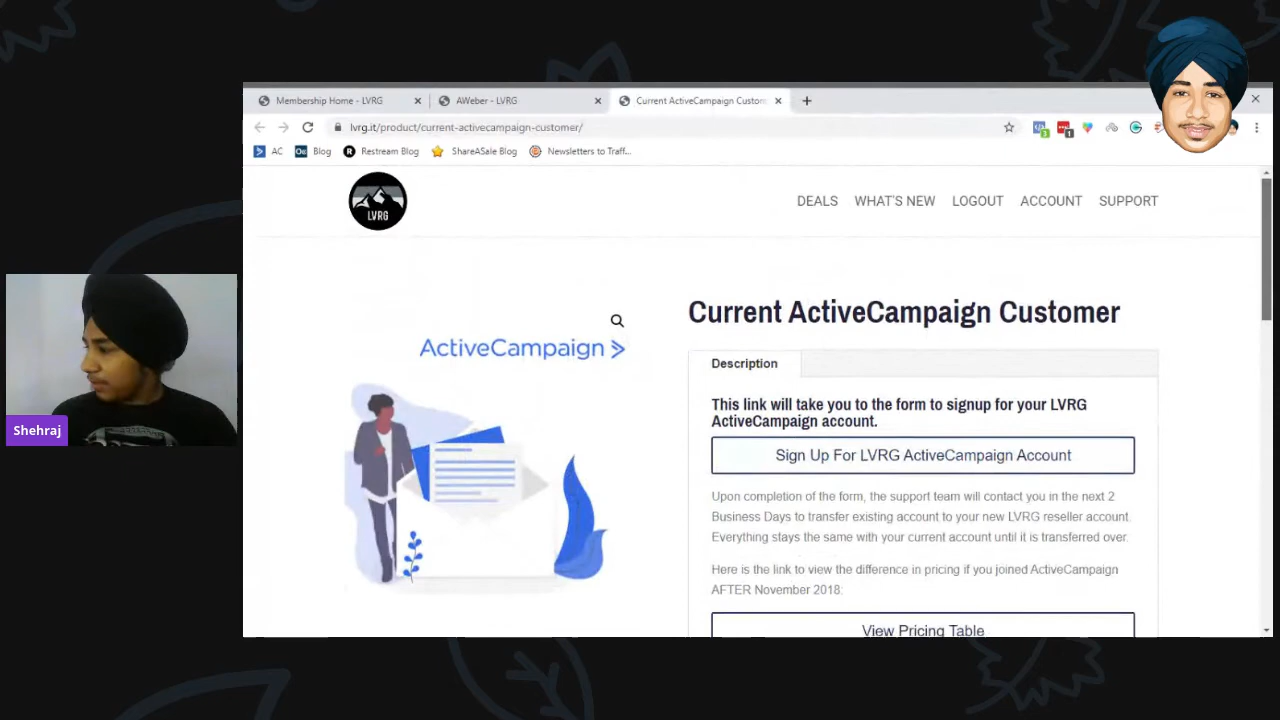 Membership Home - LVRG
AWeber - LVRG
Current ActiveCampaign Custom
lvrg.it/product/current-activecampaign-customer/
3
1
AC
Oc
Blog
R
Restream Blog
ShareASale Blog
Newsletters to Traff...
LVRG
DEALS
WHAT'S NEW
LOGOUT
ACCOUNT
SUPPORT
ActiveCampaign
Current ActiveCampaign Customer
Description
This link will take you to the form to signup for your LVRG
ActiveCampaign account.
Sign Up For LVRG ActiveCampaign Account
Upon completion of the form, the support team will contact you in the next 2
Business Days to transfer existing account to your new LVRG reseller account.
Everything stays the same with your current account until it is transferred over.
Here is the link to view the difference in pricing if you joined ActiveCampaign
AFTER November 2018:
View Pricing Table
Shehraj